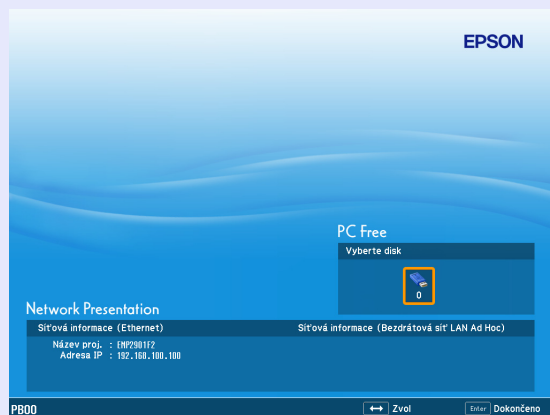 EPSON
PC Free
Vyberte disk
0
Network Presentation
Síťová informace (Ethernet)
Síťová informace (Bezdrátová síť LAN Ad Hoc)
Název proj. : EMP2901F2
Adresa IP : 192.168.100.100
PB00
Zvol
Enter Dokončeno